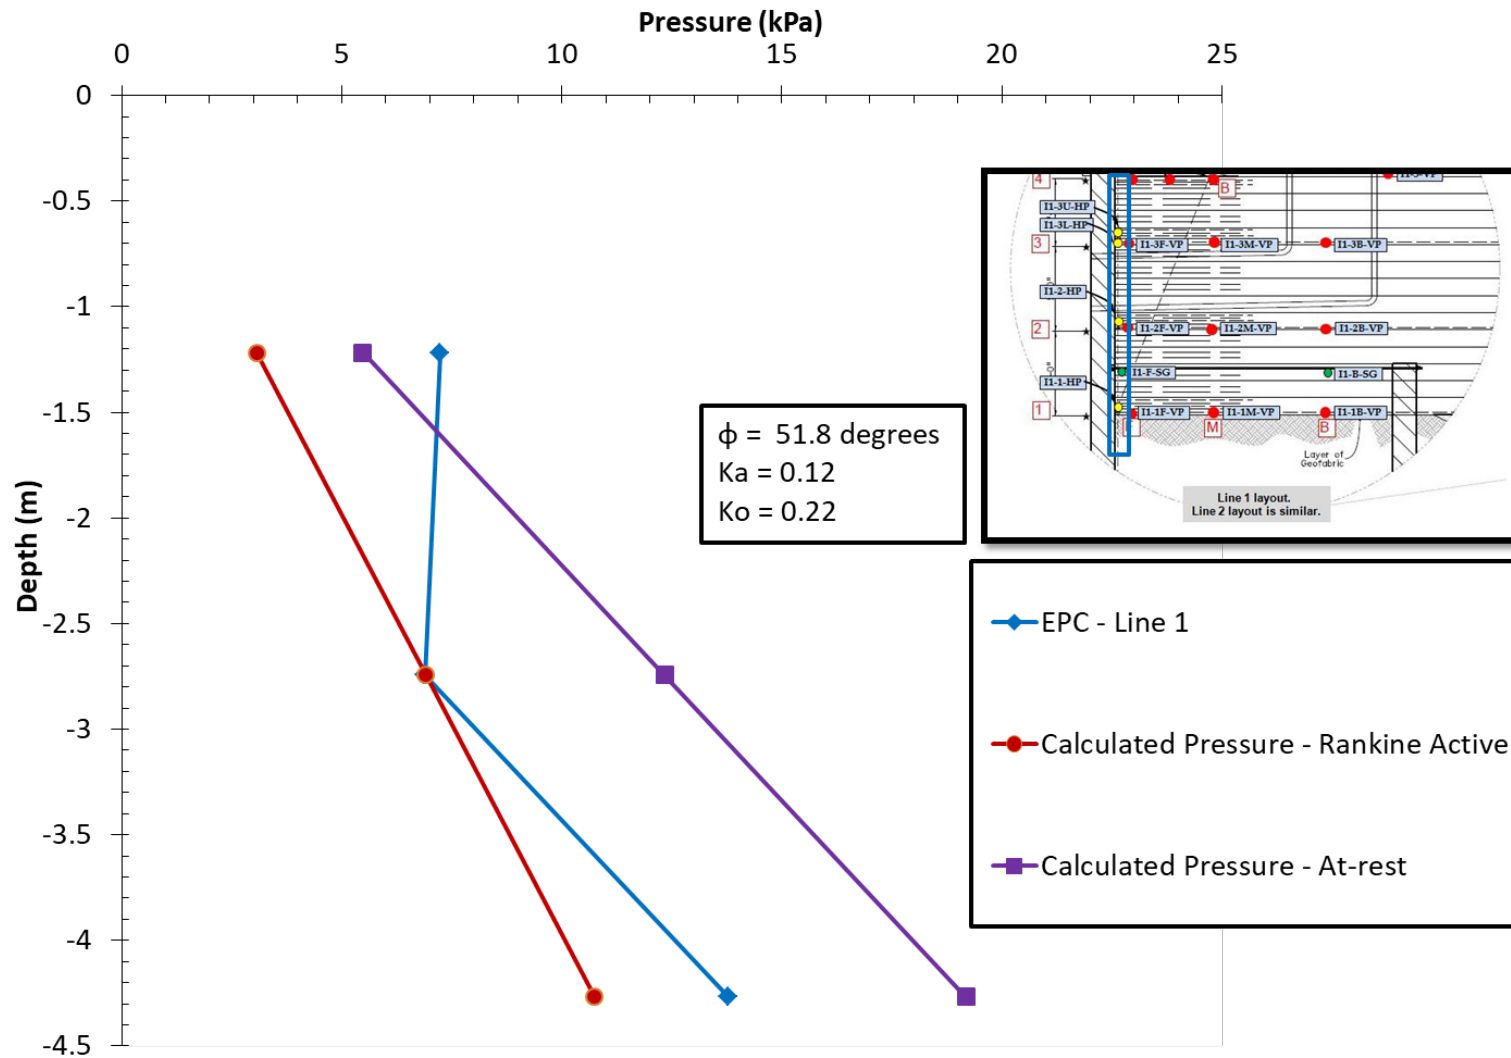 Pressure (kPa)
0 5 10 15 20 25
0
-0.5
-1
-1.5
-2
-2.5
-3
-3.5
-4
-4.5
Depth (m)
ϕ = 51.8 degrees
Ka = 0.12
Ko = 0.22
4
B
I1-3U-HP
I1-3L-HP
3
I1-3F-VP
I1-3M-VP
I1-3B-VP
I1-2-HP
2
I1-2F-VP
I1-2M-VP
I1-2B-VP
I1-F-SG
I1-B-SG
I1-1-HP
1
I1-1F-VP
I1-1M-VP
I1-1B-VP
M
B
Layer of
Geofabric
Line 1 layout.
Line 2 layout is similar.
EPC - Line 1
Calculated Pressure - Rankine Active
Calculated Pressure - At-rest